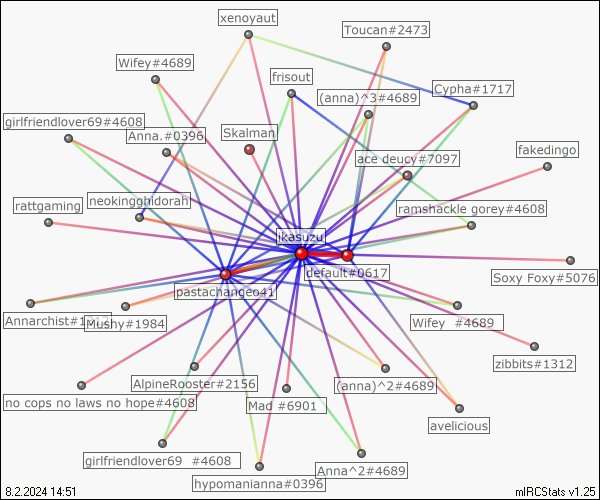 xenoyaut
Toucan#2473
Wifey#4689
frisout
(anna)^3#4689
Cypha#1717
girlfriendlover69#4608
Anna.#0396
Skalman
ace deucy#7097
fakedingo
rattgaming
neokingghidorah
ramshackle gorey#4608
ikasuzu
default#0617
Soxy Foxy#5076
pastachangeo41
Annarchist#1
Mushy#1984
Wifey #4689
zibbits#1312
AlpineRooster#2156
(anna)^2#4689
no cops no laws no hope#4608
Mad #6901
avelicious
girlfriendlover69 #4608
Anna^2#4689
hypomanianna#0396
8.2.2024 14:51
mIRCStats v1.25